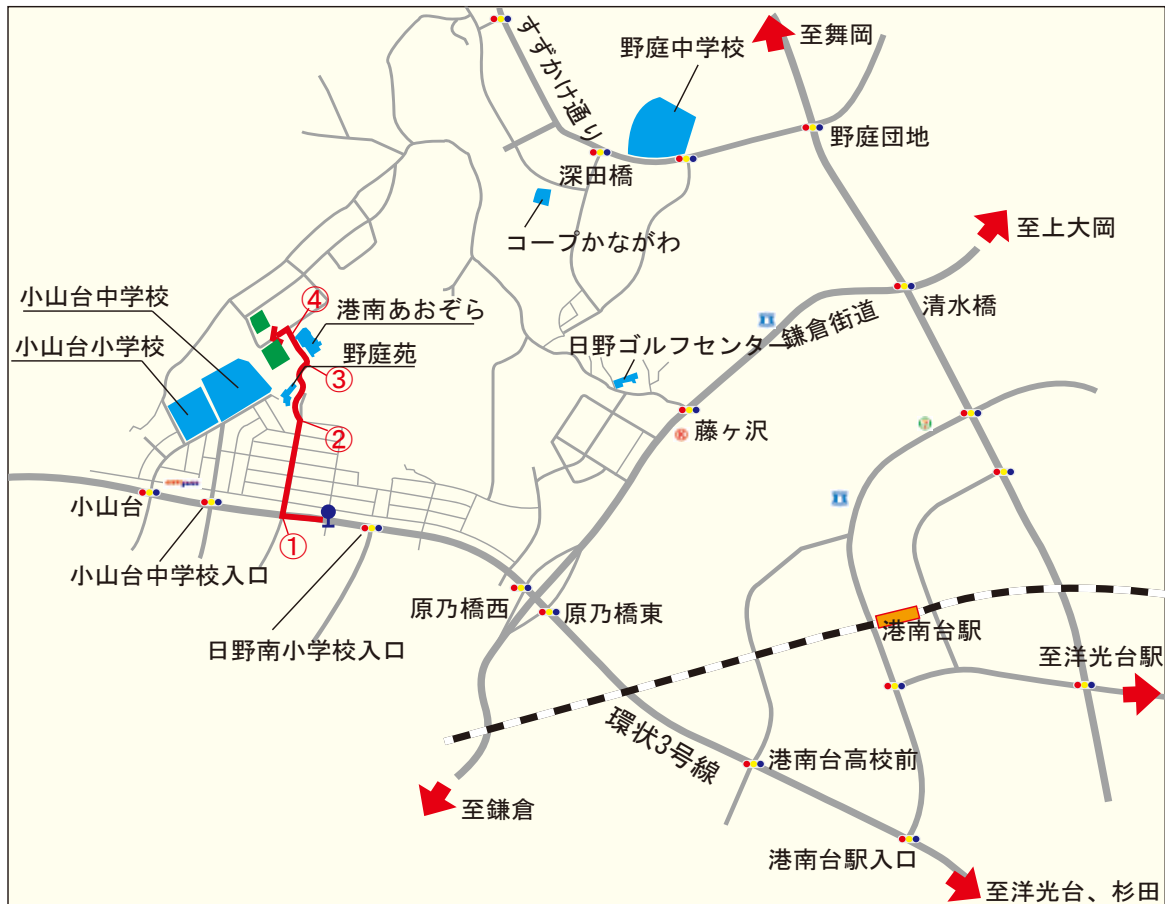 至舞岡
すずかけ通り
野庭中学校
野庭団地
深田橋
コープかながわ
至上大岡
小山台中学校
④
港南あおぞら
清水橋
鎌倉街道
小山台小学校
野庭苑
日野ゴルフセンター
③
②
藤ヶ沢
小山台
①
小山台中学校入口
原乃橋西
原乃橋東
日野南小学校入口
港南台駅
至洋光台駅
環状3号線
港南台高校前
至鎌倉
港南台駅入口
至洋光台、杉田